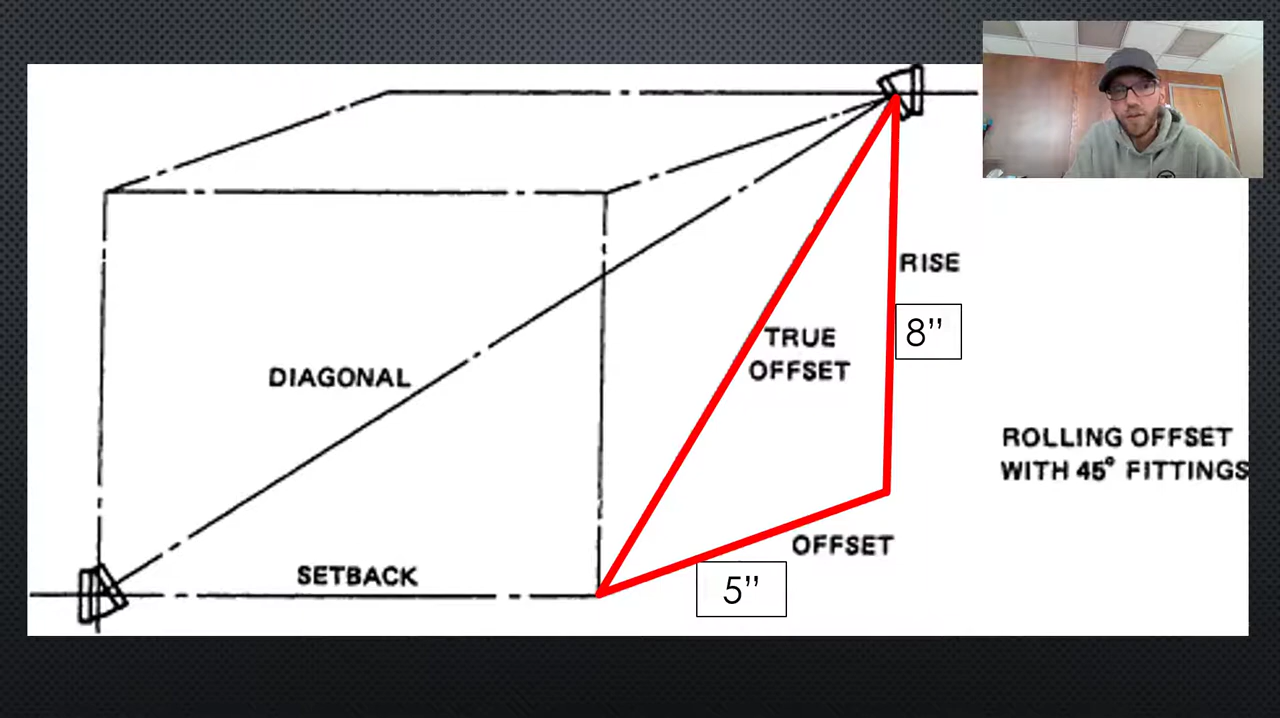 RISE
8”
TRUE
OFFSET
DIAGONAL
ROLLING OFFSET
WITH 45° FITTINGS
OFFSET
SETBACK
5”